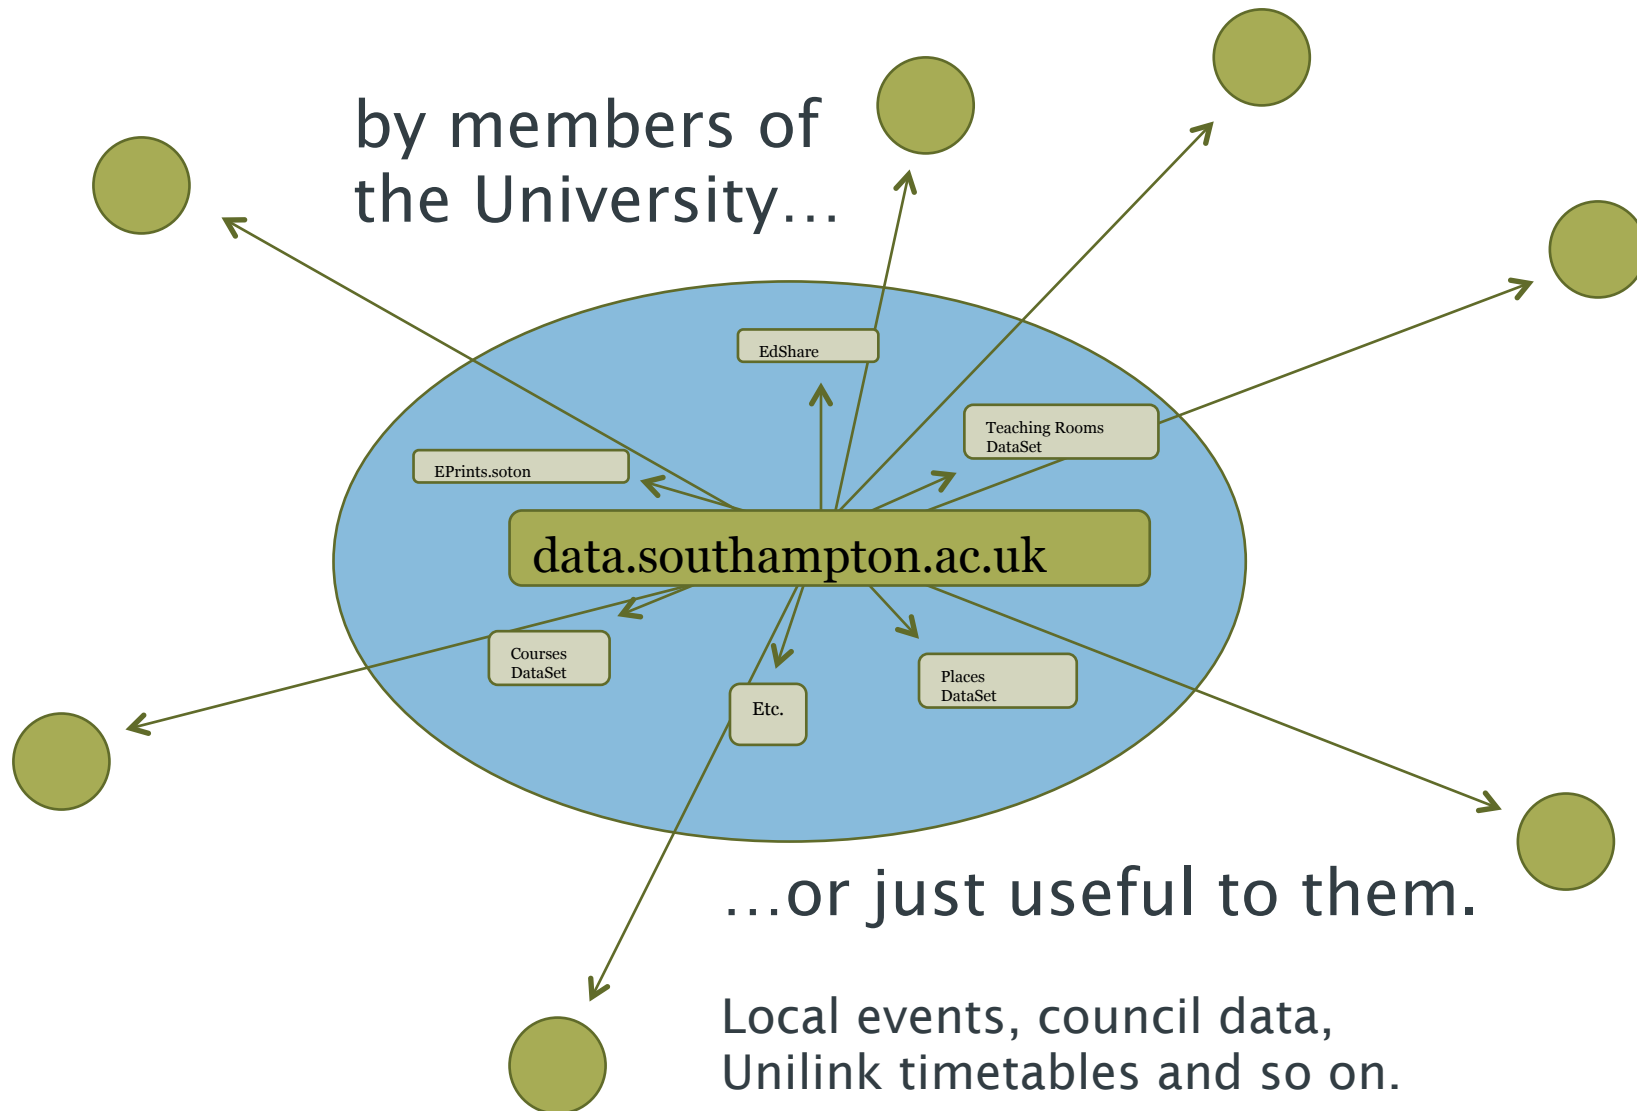 by members of
the University…
EdShare
Teaching Rooms
DataSet
EPrints.soton
data.southampton.ac.uk
Courses
DataSet
Places
DataSet
Etc.
…or just useful to them.
Local events, council data,
Unilink timetables and so on.